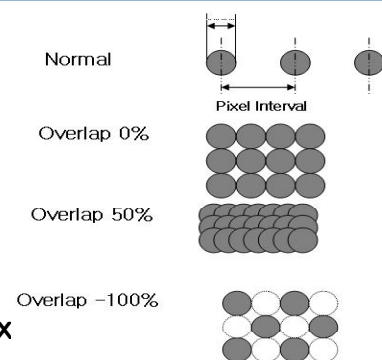 Normal
Pixel Interval
Overlap 0%
Overlap 50%
Overlap -100%
x